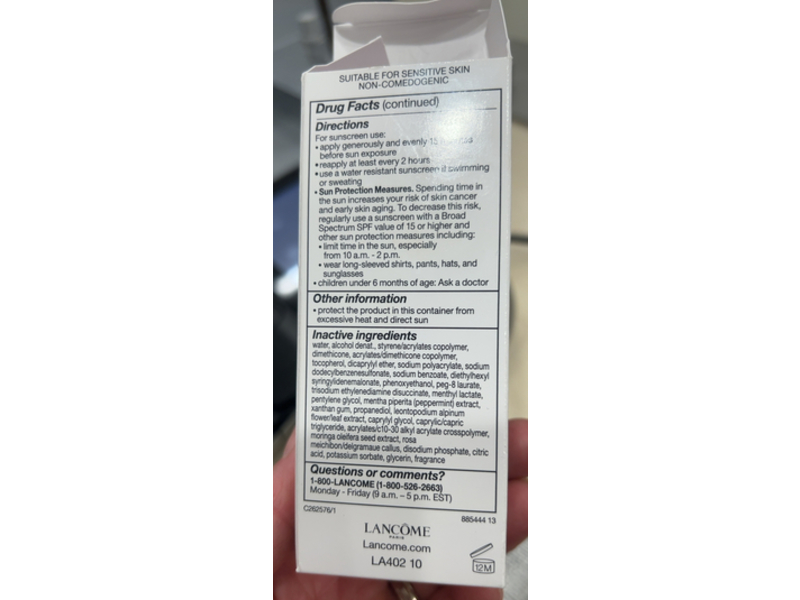 SUITABLE FOR SENSITIVE SKIN
NON-COMEDOGENIC
Drug Facts (continued)
Directions
For sunscreen use:
• apply generously and evenly 15
before sun exposure
• reapply at least every 2 hours
• use a water resistant sunscreen if swimming
or sweating
• Sun Protection Measures. Spending time in
the sun increases your risk of skin cancer
and early skin aging. To decrease this risk,
regularly use a sunscreen with a Broad
Spectrum SPF value of 15 or higher and
other sun protection measures including:
• limit time in the sun, especially
from 10 a.m. - 2 p.m.
• wear long-sleeved shirts, pants, hats, and
sunglasses
• children under 6 months of age: Ask a doctor
Other information
• protect the product in this container from
excessive heat and direct sun
Inactive ingredients
water, alcohol denat., styrene/acrylates copolymer,
dimethicone, acrylates/dimethicone copolymer,
tocopherol, dicaprylyl ether, sodium polyacrylate, sodium
dodecylbenzenesulfonate, sodium benzoate, diethylhexyl
syringylidenemalonate, phenoxyethanol, peg-8 laurate,
trisodium ethylenediamine disuccinate, menthyl lactate,
pentylene glycol, mentha piperita (peppermint) extract,
xanthan gum, propanediol, leontopodium alpinum
flower/leaf extract, caprylyl glycol, caprylic/capric
triglyceride, acrylates/c10-30 alkyl acrylate crosspolymer,
moringa oleifera seed extract, rosa
meichibon/delgramaue callus, disodium phosphate, citric
acid, potassium sorbate, glycerin, fragrance
Questions or comments?
1-800-LANCOME (1-800-526-2663)
Monday - Friday (9 a.m. – 5 p.m. EST)
C262576/1
885444 13
LANCÔME
PARIS
Lancome.com
LA402 10
12M